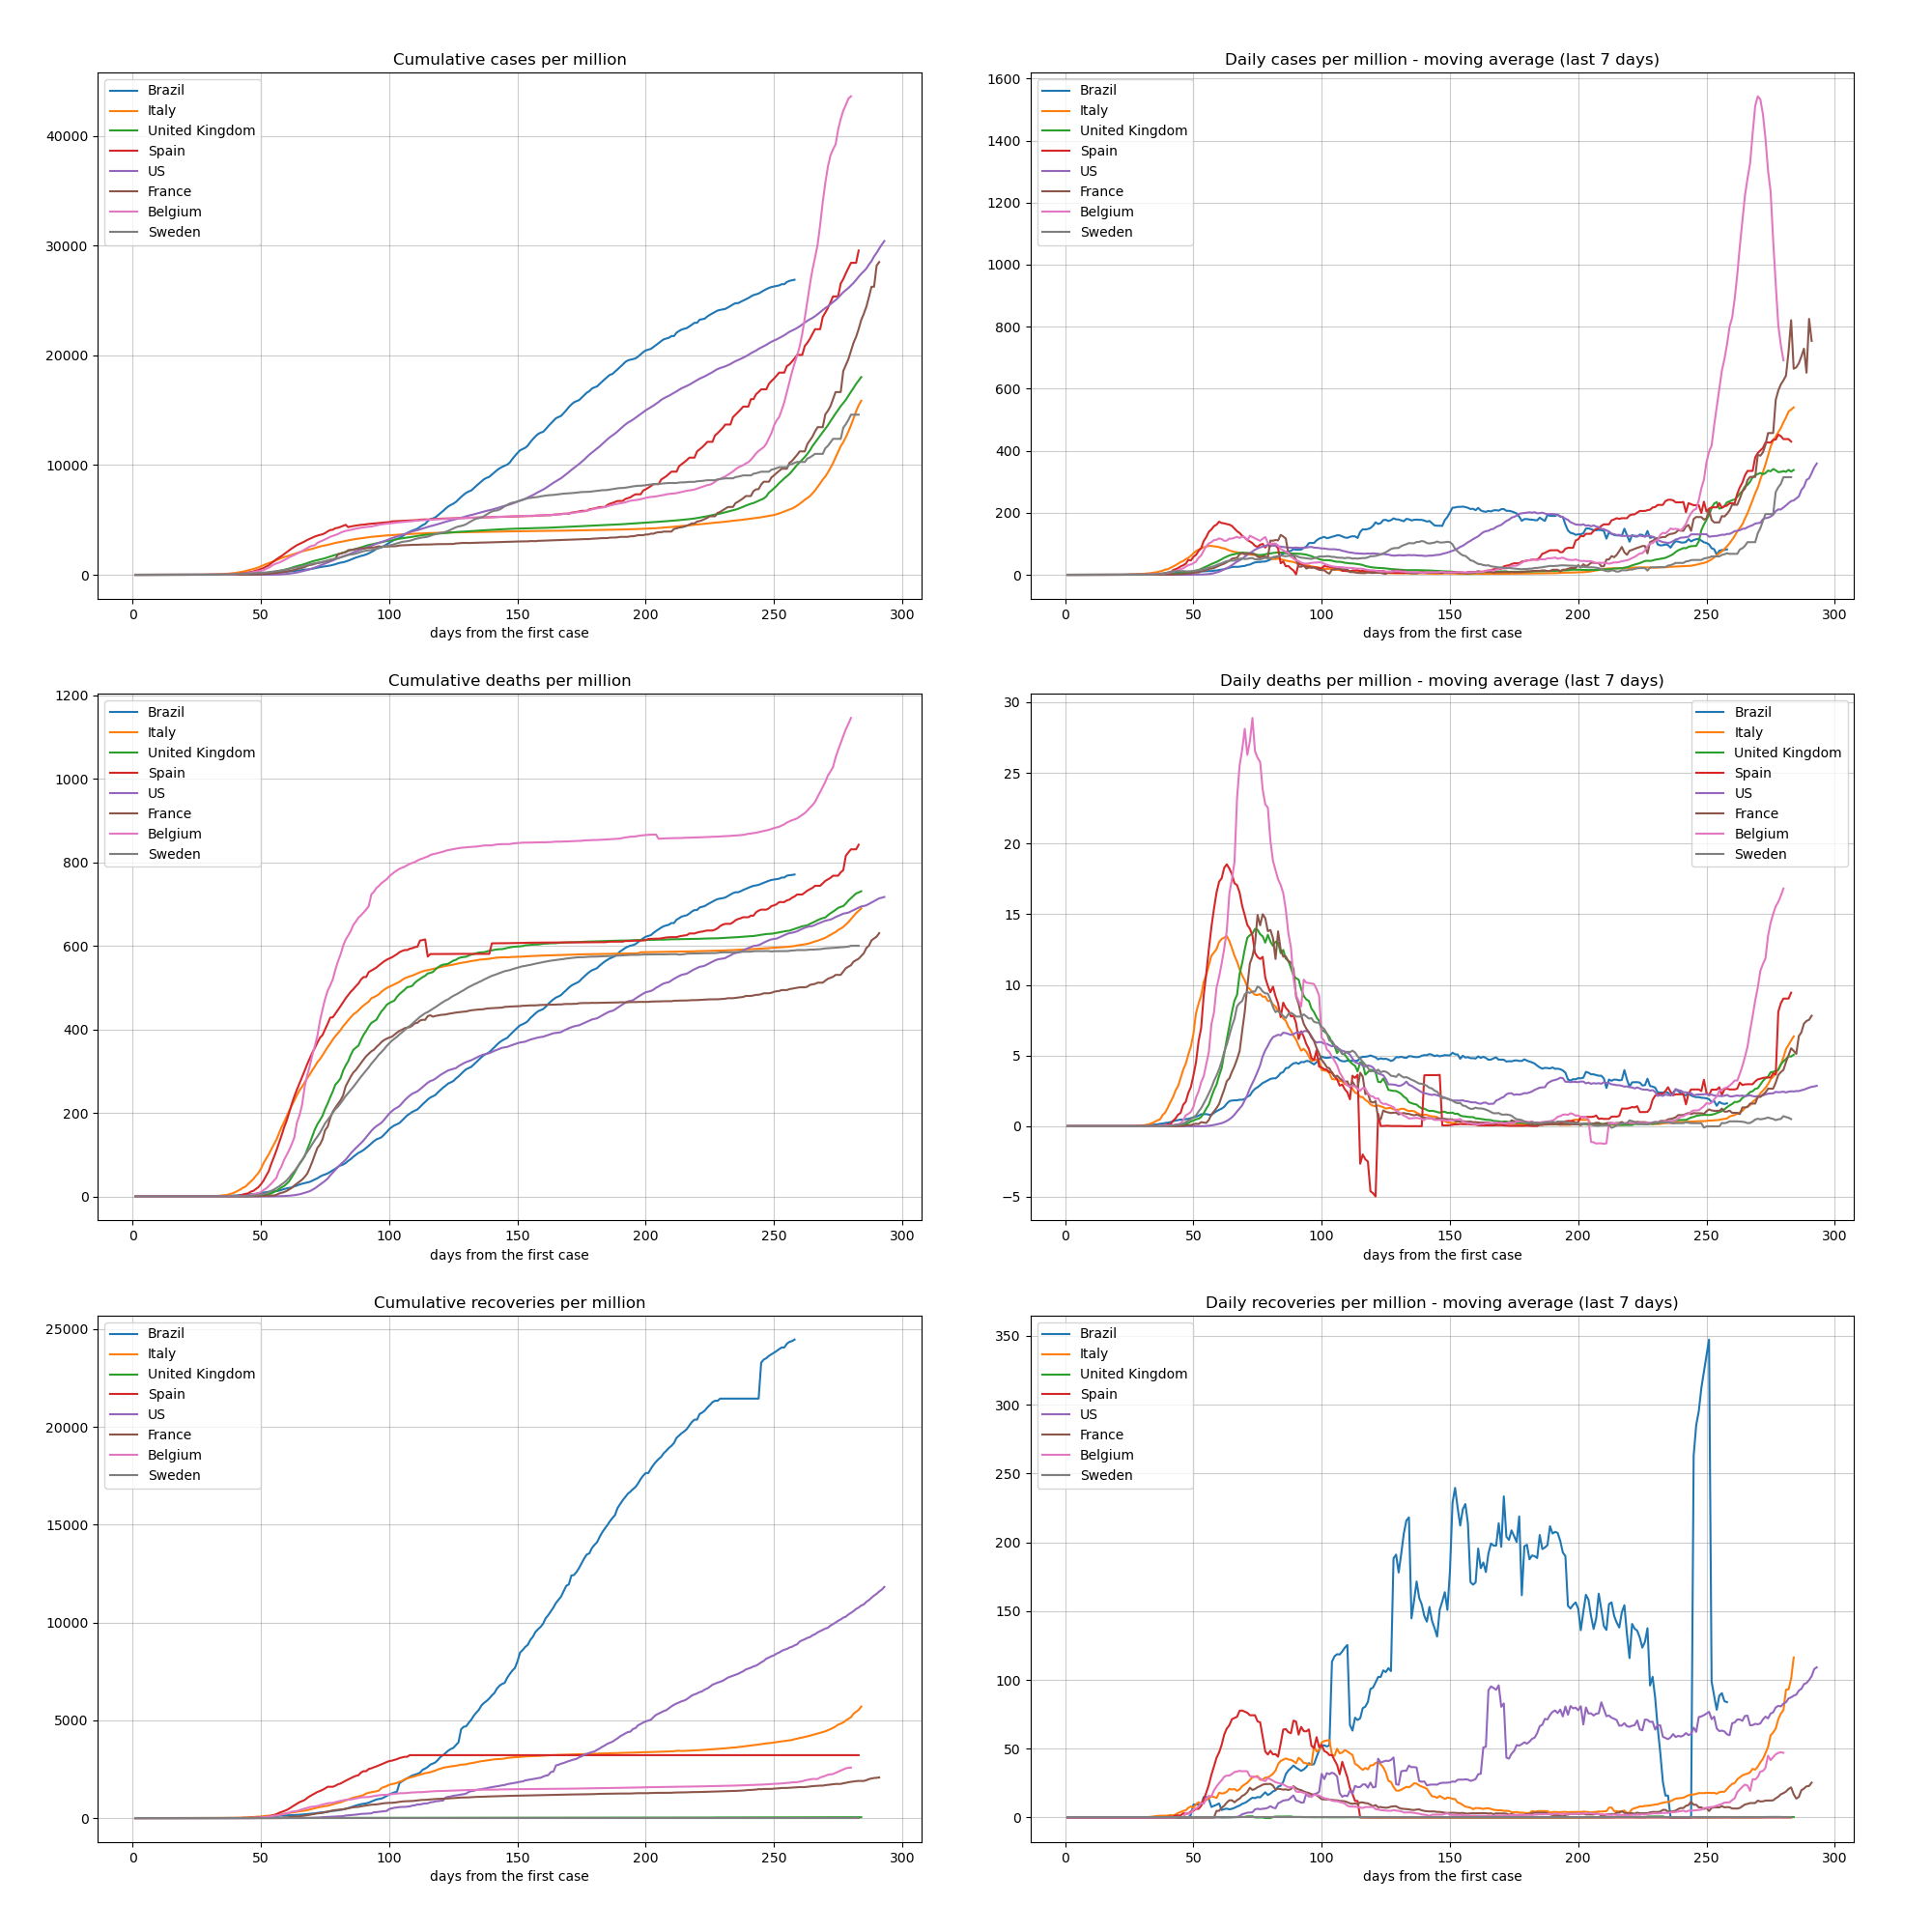 Cumulative cases per million
40000
30000
20000
10000
0
Brazil
Italy
United Kingdom
Spain
US
France
Belgium
Sweden
0 50 100 150 200 250 300
days from the first case
Daily cases per million - moving average (last 7 days)
1600
1400
1200
1000
800
600
400
200
0
Brazil
Italy
United Kingdom
Spain
US
France
Belgium
Sweden
0 50 100 150 200 250 300
days from the first case
Cumulative deaths per million
1200
1000
800
600
400
200
0
Brazil
Italy
United Kingdom
Spain
US
France
Belgium
Sweden
0 50 100 150 200 250 300
days from the first case
Daily deaths per million - moving average (last 7 days)
30
25
20
15
10
5
0
−5
Brazil
Italy
United Kingdom
Spain
US
France
Belgium
Sweden
0 50 100 150 200 250 300
days from the first case
Cumulative recoveries per million
25000
20000
15000
10000
5000
0
Brazil
Italy
United Kingdom
Spain
US
France
Belgium
Sweden
0 50 100 150 200 250 300
days from the first case
Daily recoveries per million - moving average (last 7 days)
350
300
250
200
150
100
50
0
Brazil
Italy
United Kingdom
Spain
US
France
Belgium
Sweden
0 50 100 150 200 250 300
days from the first case